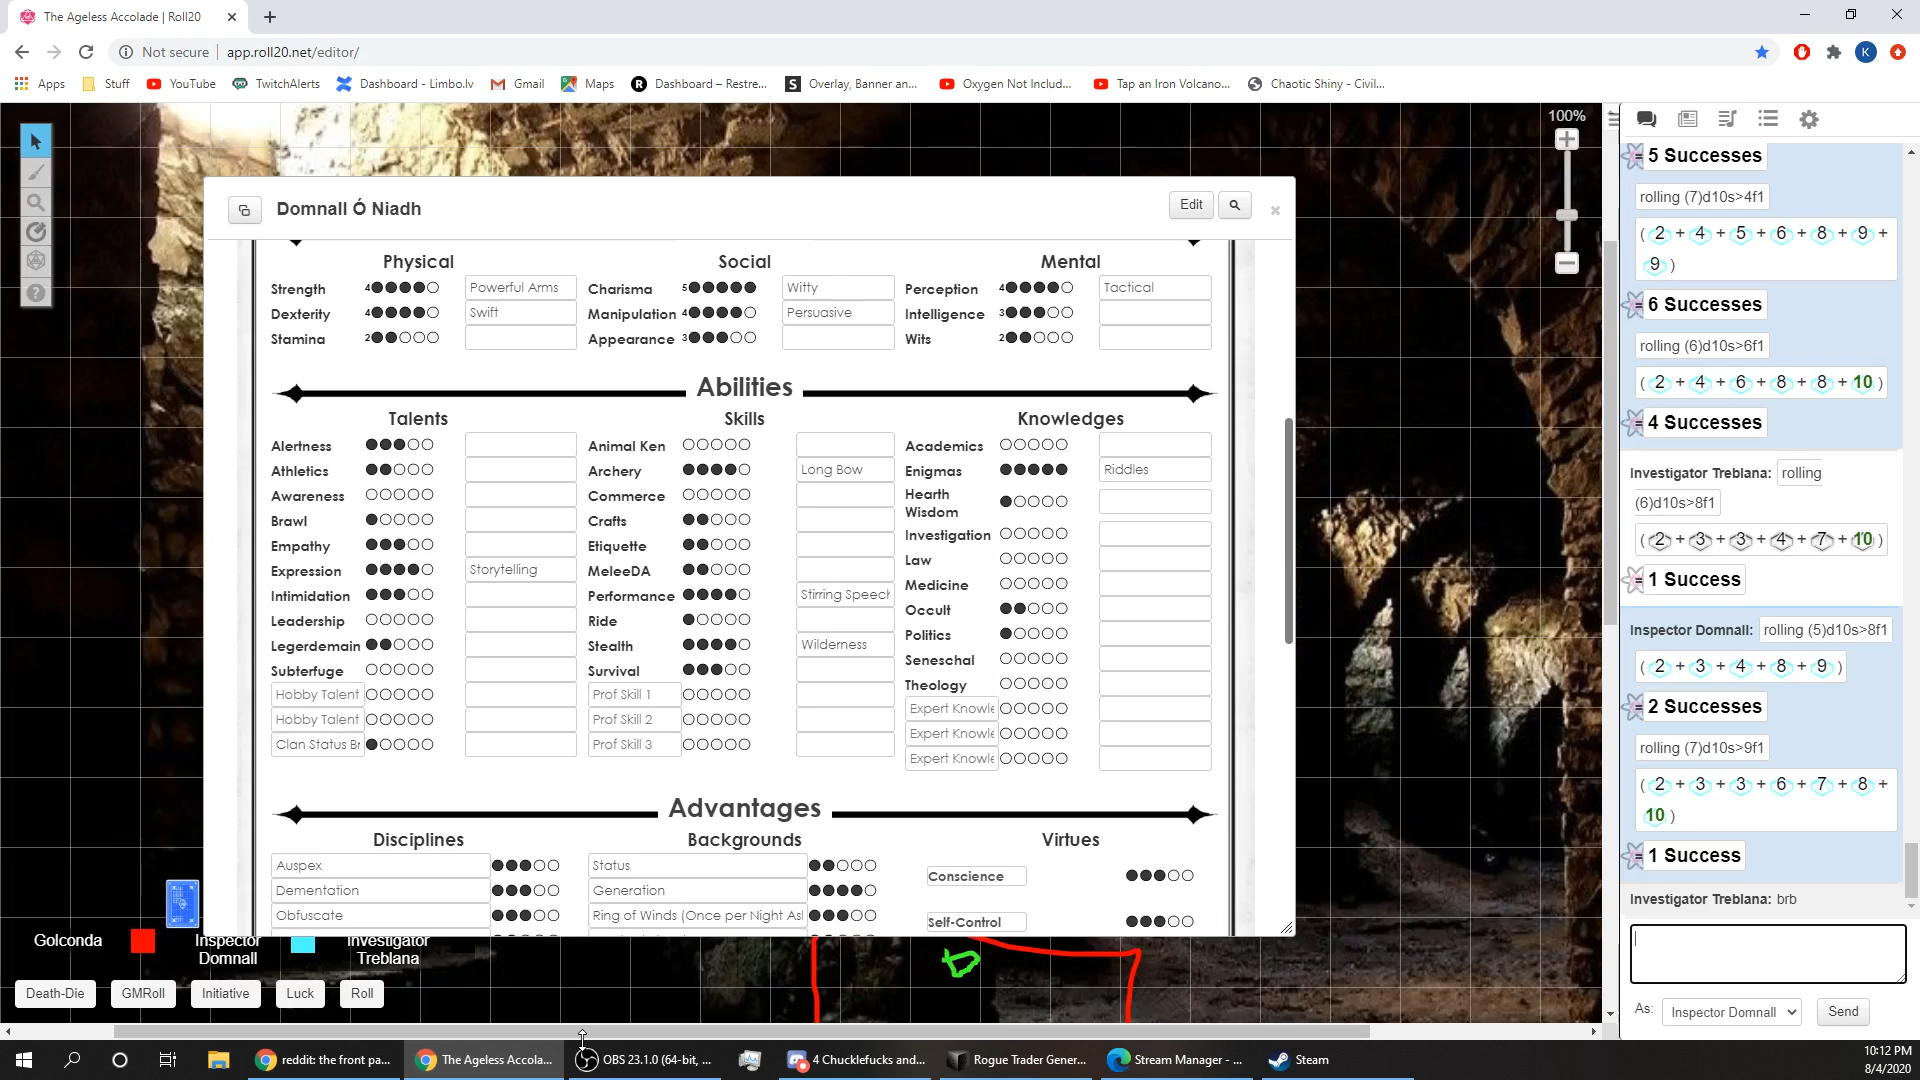 The Ageless Accolade | Roll20
Not secure | app.roll20.net/editor/
K
Apps Stuff YouTube TwitchAlerts Dashboard - Limbo.lv Gmail Maps Dashboard – Restre... Overlay, Banner an... Oxygen Not Includ... Tap an Iron Volcano... Chaotic Shiny - Civil...
100%
Domnall Ó Niadh
Edit
Physical Social Mental
Strength 4 Powerful Arms Charisma 5 Witty Perception 4 Tactical
Dexterity 4 Swift Manipulation 4 Persuasive Intelligence 3
Stamina 2 Appearance 3 Wits 2
Abilities
Talents Skills Knowledges
Alertness Animal Ken Academics
Athletics Archery Long Bow Enigmas Riddles
Awareness Commerce Hearth Wisdom
Brawl Crafts Investigation
Empathy Etiquette Law
Expression Storytelling MeleeDA Medicine
Intimidation Performance Stirring Speech Occult
Leadership Ride Politics
Legerdemain Stealth Wilderness Seneschal
Subterfuge Survival Theology
Hobby Talent Prof Skill 1 Expert Knowle
Hobby Talent Prof Skill 2 Expert Knowle
Clan Status Br Prof Skill 3 Expert Knowle
Advantages
Disciplines Backgrounds Virtues
Auspex Status Conscience
Dementation Generation
Obfuscate Ring of Winds (Once per Night Asl Self-Control
Golconda Inspector Domnall Investigator Treblana
Death-Die GMRoll Initiative Luck Roll
= 5 Successes
rolling (7)d10s>4f1
(2 + 4 + 5 + 6 + 8 + 9 +
9)
= 6 Successes
rolling (6)d10s>6f1
(2 + 4 + 6 + 8 + 8 + 10)
= 4 Successes
Investigator Treblana: rolling
(6)d10s>8f1
(2 + 3 + 3 + 4 + 7 + 10)
= 1 Success
Inspector Domnall: rolling (5)d10s>8f1
(2 + 3 + 4 + 8 + 9)
= 2 Successes
rolling (7)d10s>9f1
(2 + 3 + 3 + 6 + 7 + 8 +
10)
= 1 Success
Investigator Treblana: brb
As: Inspector Domnall Send
reddit: the front pa... The Ageless Accola... OBS 23.1.0 (64-bit, ... 4 Chucklefucks and... Rogue Trader Gener... Stream Manager - ... Steam
10:12 PM
8/4/2020